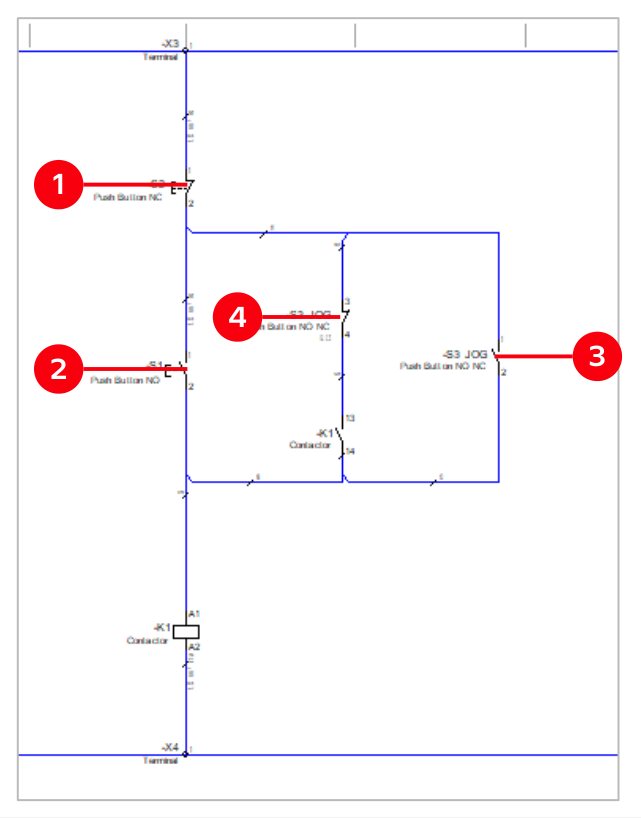 -X3
1
Terminal
1
1
Push Button NC
2
3
4
-S3 JOG
Push Button NO NC
4
1
-S3 JOG
3
Push Button NO NC
2
2
-S1
1
Push Button NO
2
13
-K1
Contactor
14
A1
-K1
Contactor
A2
-X4
1
Terminal